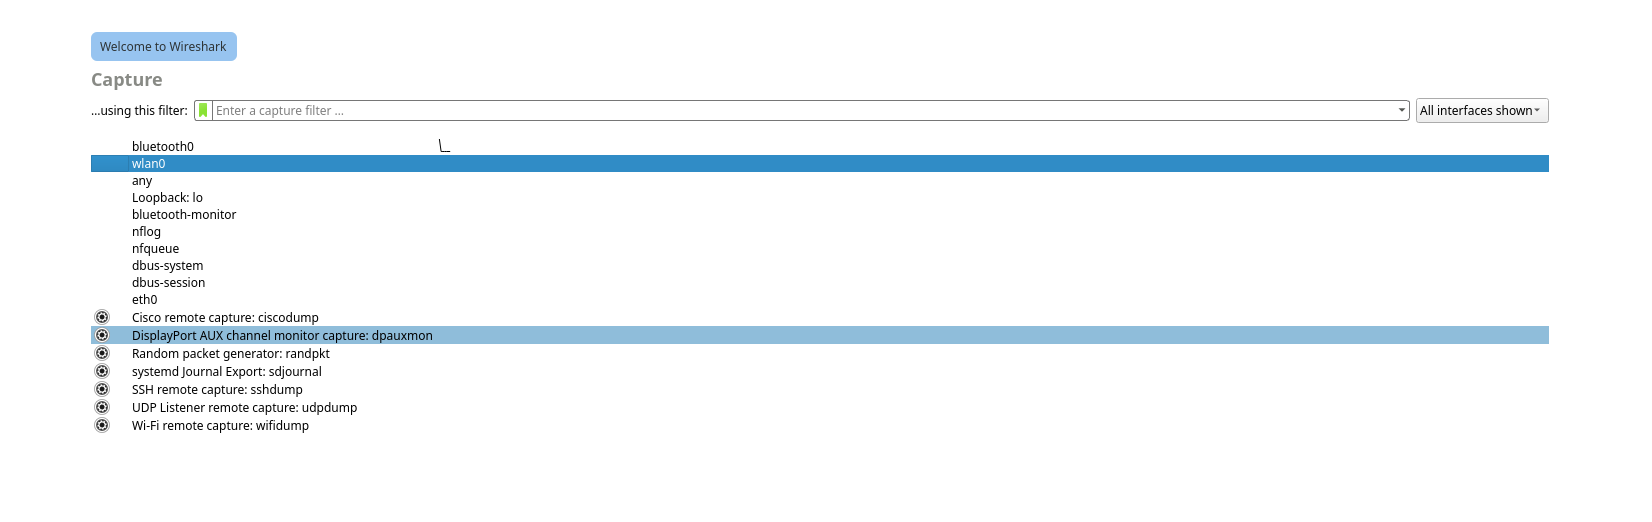 Welcome to Wireshark
Capture
...using this filter: Enter a capture filter ... All interfaces shown
bluetooth0
wlan0
any
Loopback: lo
bluetooth-monitor
nflog
nfqueue
dbus-system
dbus-session
eth0
Cisco remote capture: ciscodump
DisplayPort AUX channel monitor capture: dpauxmon
Random packet generator: randpkt
systemd Journal Export: sdjournal
SSH remote capture: sshdump
UDP Listener remote capture: udpdump
Wi-Fi remote capture: wifidump